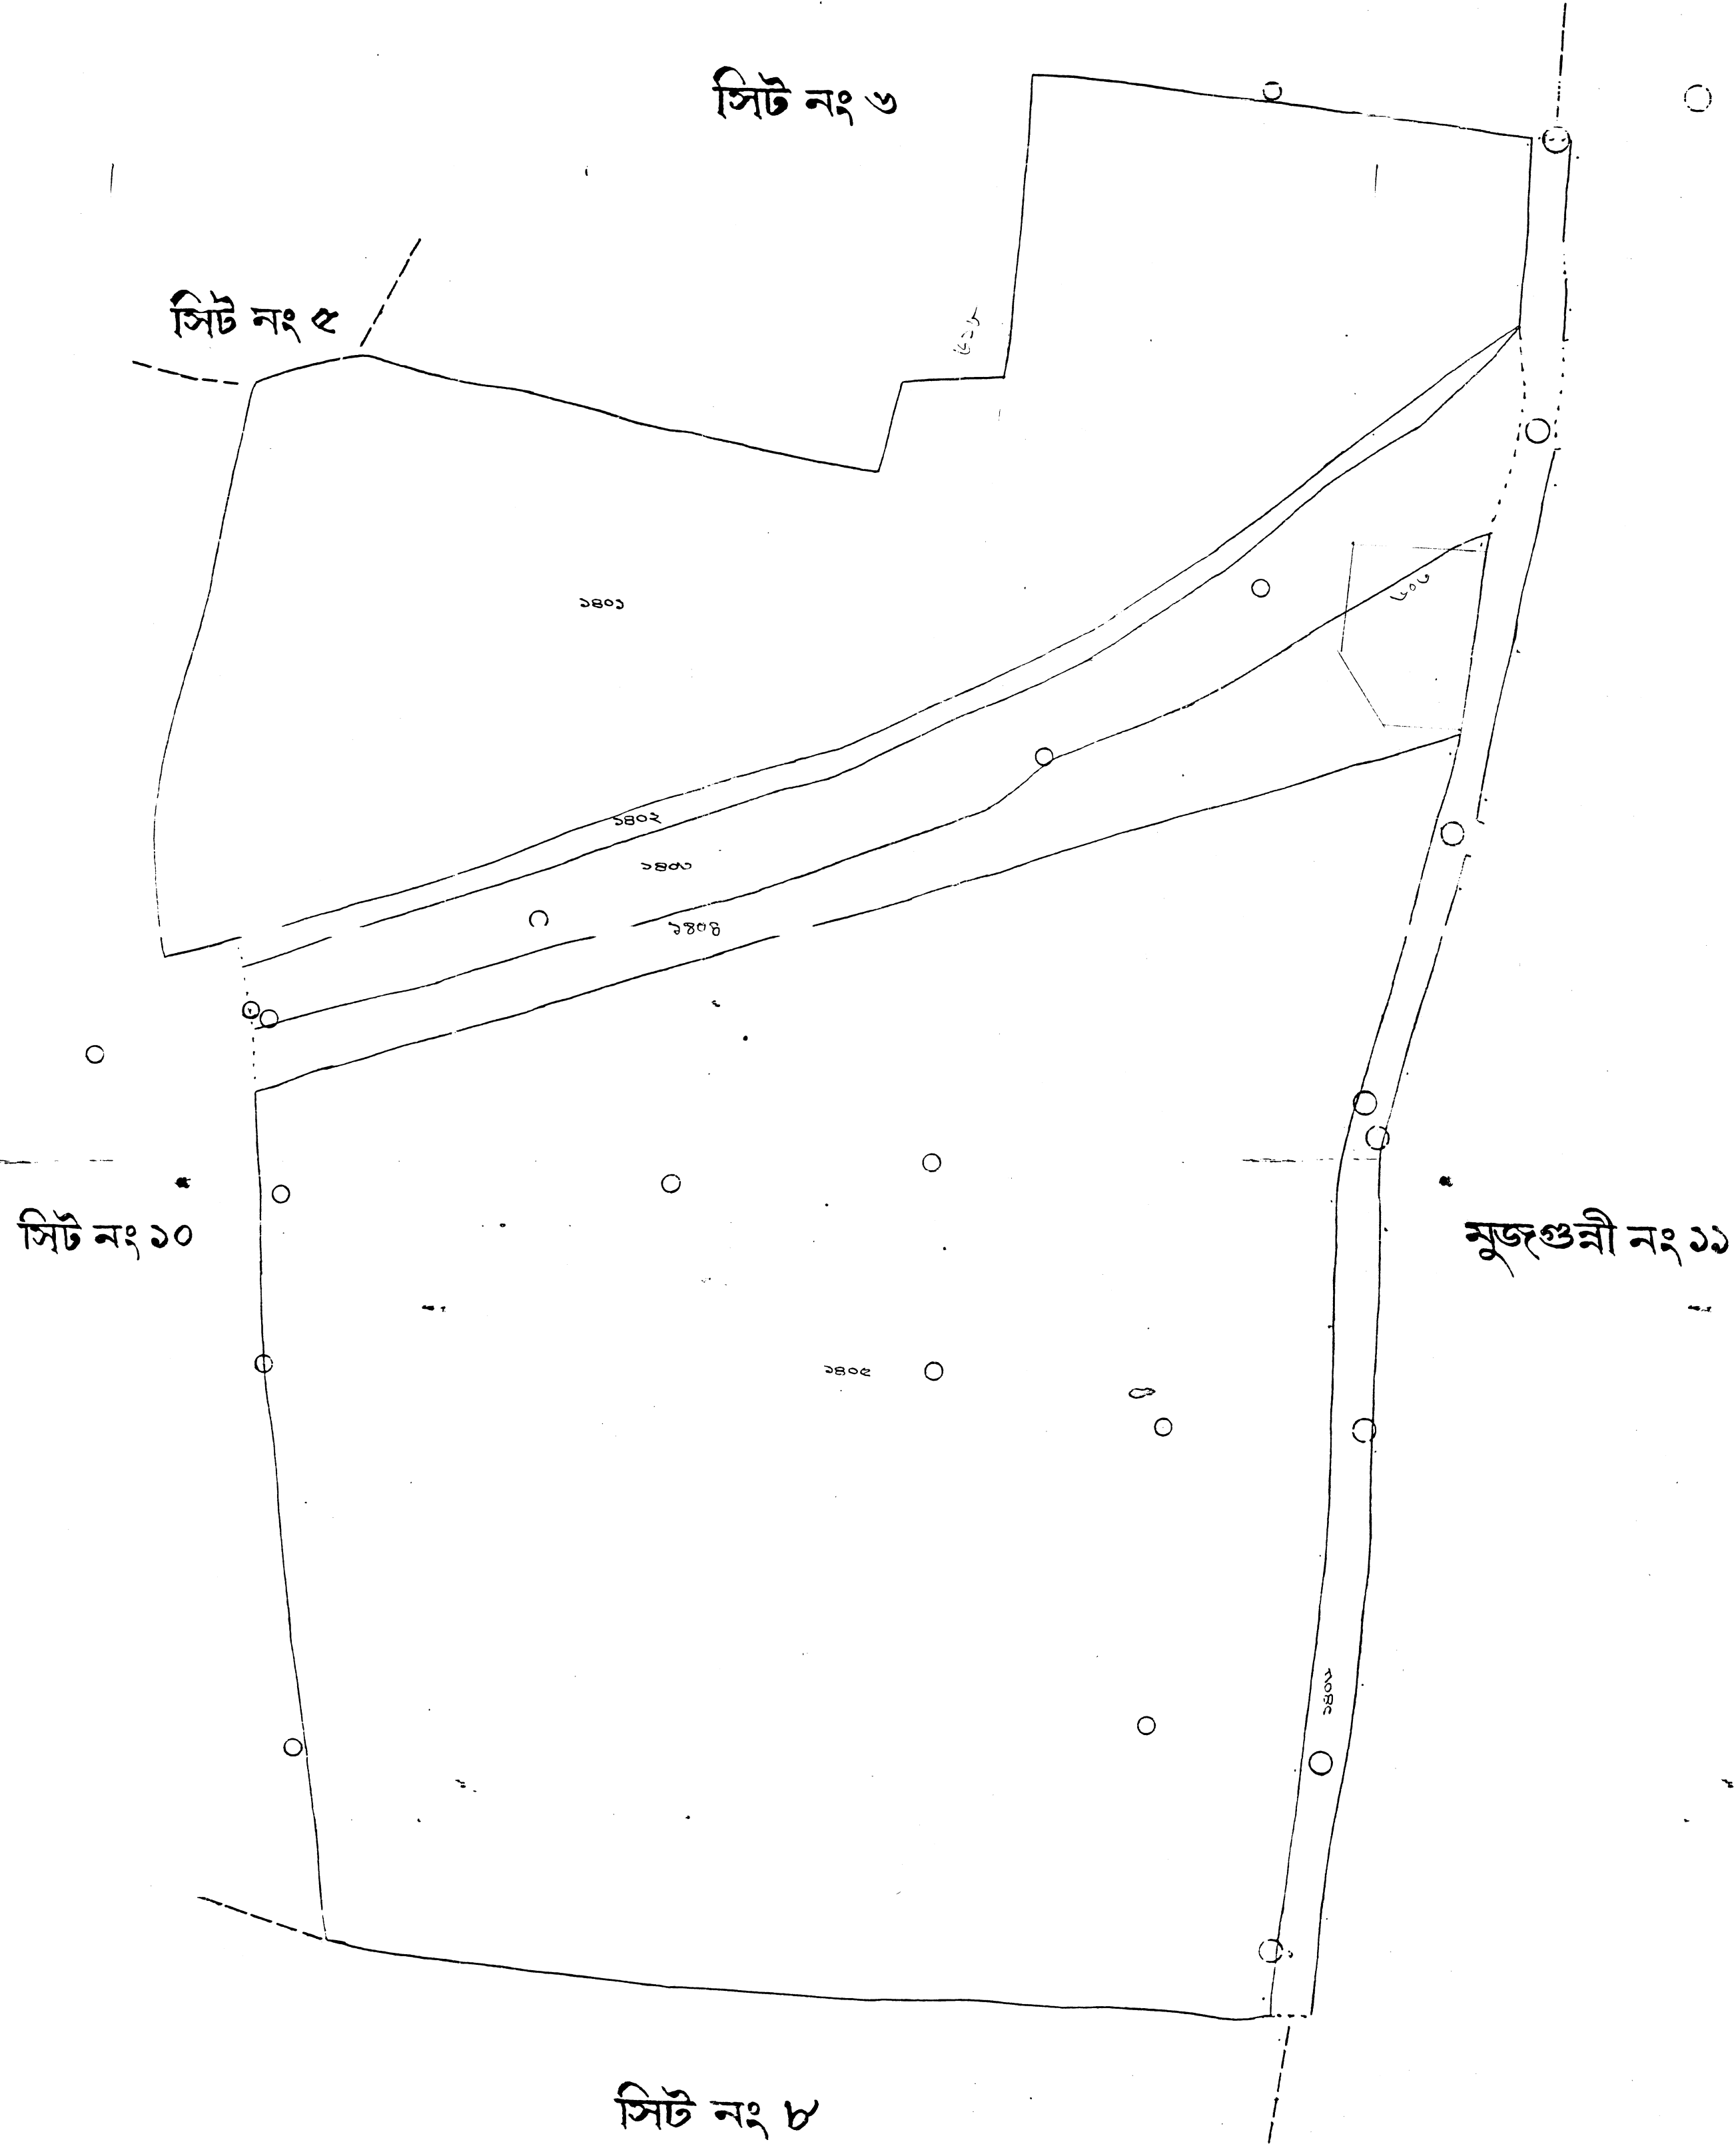 সিট নং ৬
সিট নং ৫
১৪০১
১৪০২
১৪০৩
১৪০৪
সিট নং ১০
মুজগুন্নী নং ১১
১৪০৫
সিট নং ৮